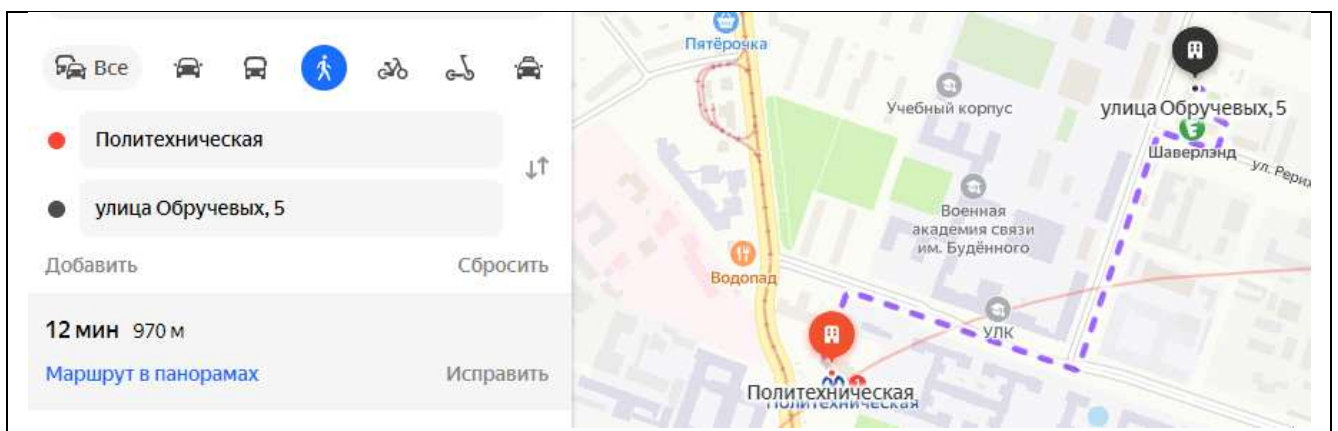 Все
Политехническая
улица Обручевых, 5
Добавить
Сбросить
12 мин 970 м
Маршрут в панорамах
Исправить
Пятёрочка
Учебный корпус
улица Обручевых, 5
Шаверлэнд
Военная
академия связи
им. Будённого
Водопад
УЛК
Политехническая
Политехническая